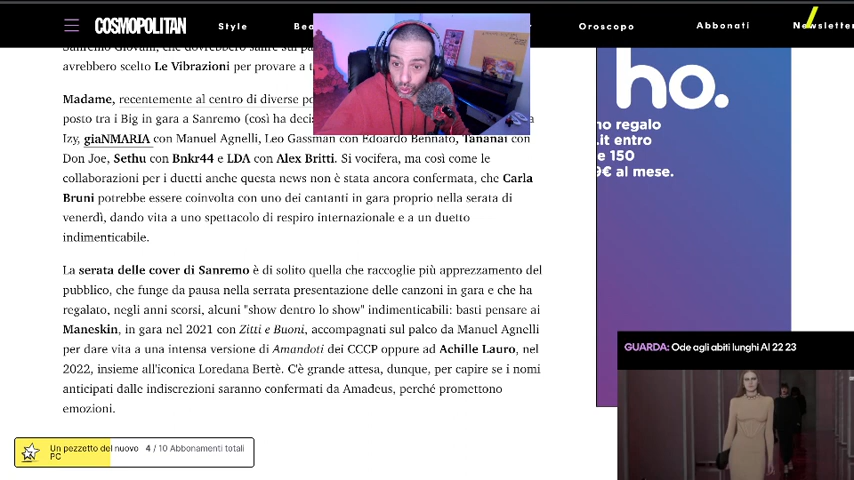 COSMOPOLITAN
Style
Bea
Oroscopo
Abbonati
Newsletter
avrebbero scelto Le Vibrazioni per provare a t
Madame, recentemente al centro di diverse po
posto tra i Big in gara a Sanremo (così ha deci
Izy, giaNMARIA con Manuel Agnelli, Leo Gassman con Edoardo Bennato, Tananai con
Don Joe, Sethu con Bnkr44 e LDA con Alex Britti. Si vocifera, ma così come le
collaborazioni per i duetti anche questa news non è stata ancora confermata, che Carla
Bruni potrebbe essere coinvolta con uno dei cantanti in gara proprio nella serata di
venerdì, dando vita a uno spettacolo di respiro internazionale e a un duetto
indimenticabile.
La serata delle cover di Sanremo è di solito quella che raccoglie più apprezzamento del
pubblico, che funge da pausa nella serrata presentazione delle canzoni in gara e che ha
regalato, negli anni scorsi, alcuni "show dentro lo show" indimenticabili: basti pensare ai
Maneskin, in gara nel 2021 con Zitti e Buoni, accompagnati sul palco da Manuel Agnelli
per dare vita a una intensa versione di Amandoti dei CCCP oppure ad Achille Lauro, nel
2022, insieme all'iconica Loredana Bertè. C'è grande attesa, dunque, per capire se i nomi
anticipati dalle indiscrezioni saranno confermati da Amadeus, perché promettono
emozioni.
ho.
no regalo
.it entro
e 150
9€ al mese.
GUARDA: Ode agli abiti lunghi AI 22 23
Un pezzetto del nuovo 4 / 10 Abbonamenti totali
PC